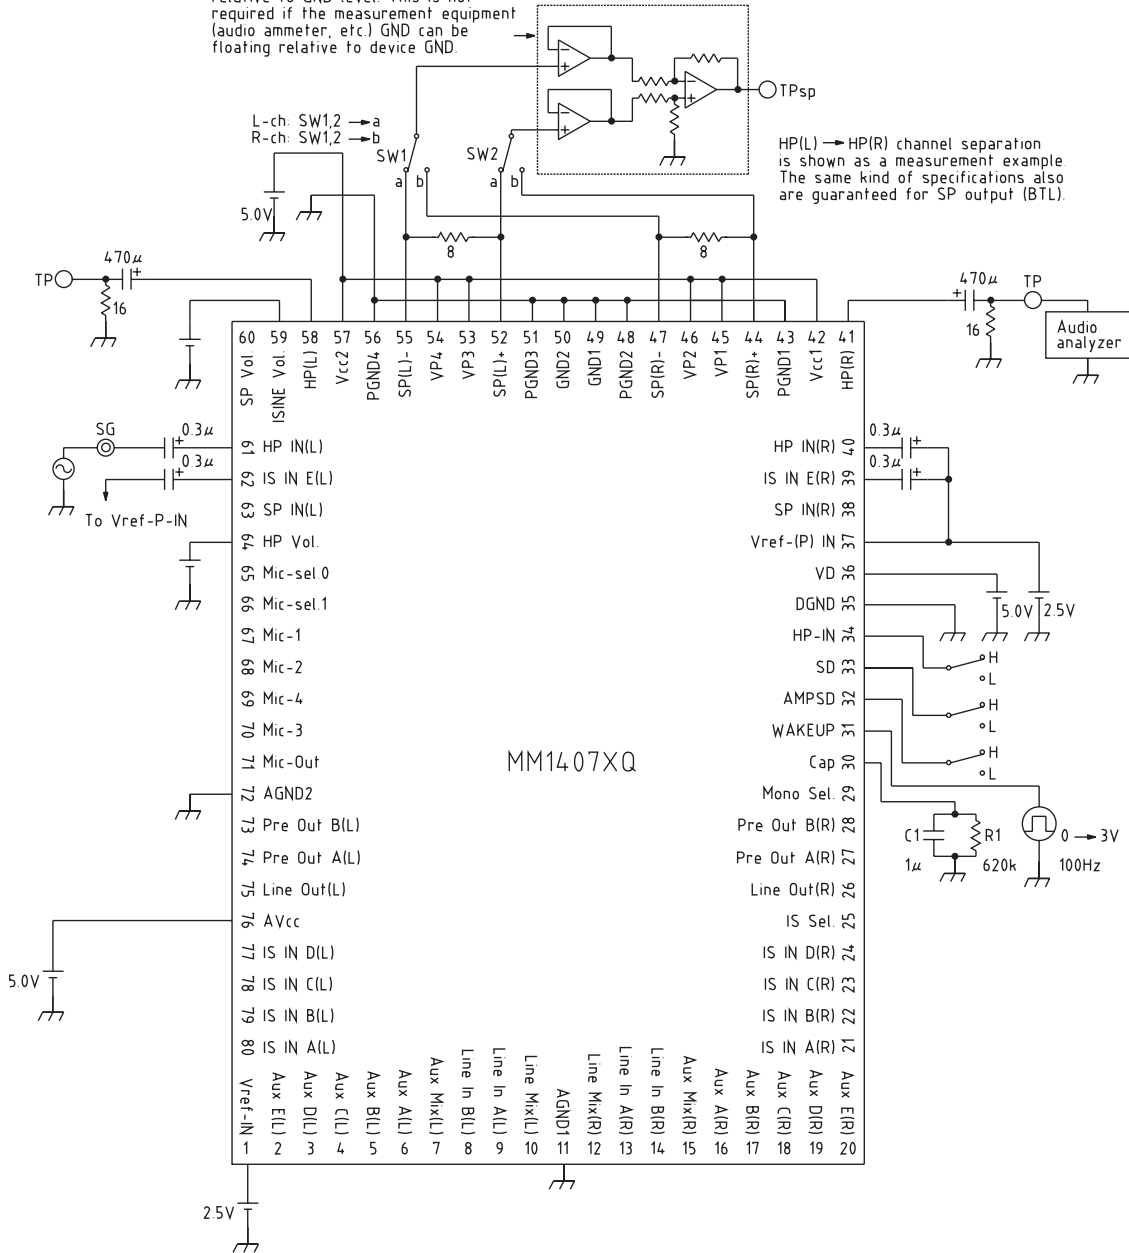 required if the measurement equipment
(audio ammeter, etc.) GND can be
floating relative to device GND.
TPsp
L-ch: SW1,2 → a
R-ch: SW1,2 → b
SW1
SW2
a
b
a
b
HP(L) → HP(R) channel separation
is shown as a measurement example.
The same kind of specifications also
are guaranteed for SP output (BTL).
5.0V
8
8
TP
470μ
+
16
470μ
+
TP
16
Audio
analyzer
60 SP Vol.
59 ISINE Vol.
58 HP(L)
57 Vcc2
56 PGND4
55 SP(L)-
54 VP4
53 VP3
52 SP(L)+
51 PGND3
50 GND2
49 GND1
48 PGND2
47 SP(R)-
46 VP2
45 VP1
44 SP(R)+
43 PGND1
42 Vcc1
41 HP(R)
SG
0.3μ
+
0.3μ
+
To Vref-P-IN
61 HP IN(L)
62 IS IN E(L)
63 SP IN(L)
64 HP Vol.
65 Mic-sel.0
66 Mic-sel.1
67 Mic-1
68 Mic-2
69 Mic-4
70 Mic-3
71 Mic-Out
72 AGND2
73 Pre Out B(L)
74 Pre Out A(L)
75 Line Out(L)
76 AVcc
77 IS IN D(L)
78 IS IN C(L)
79 IS IN B(L)
80 IS IN A(L)
5.0V
MM1407XQ
HP IN(R) 40
IS IN E(R) 39
SP IN(R) 38
Vref-(P) IN 37
VD 36
DGND 35
HP-IN 34
SD 33
AMPSD 32
WAKEUP 31
Cap 30
Mono Sel. 29
Pre Out B(R) 28
Pre Out A(R) 27
Line Out(R) 26
IS Sel. 25
IS IN D(R) 24
IS IN C(R) 23
IS IN B(R) 22
IS IN A(R) 21
0.3μ
+
0.3μ
+
5.0V
2.5V
H
L
H
L
H
L
C1
1μ
R1
620k
0 → 3V
100Hz
Vref-IN 1
Aux E(L) 2
Aux D(L) 3
Aux C(L) 4
Aux B(L) 5
Aux A(L) 6
Aux Mix(L) 7
Line In B(L) 8
Line In A(L) 9
Line Mix(L) 10
AGND1 11
Line Mix(R) 12
Line In A(R) 13
Line In B(R) 14
Aux Mix(R) 15
Aux A(R) 16
Aux B(R) 17
Aux C(R) 18
Aux D(R) 19
Aux E(R) 20
2.5V